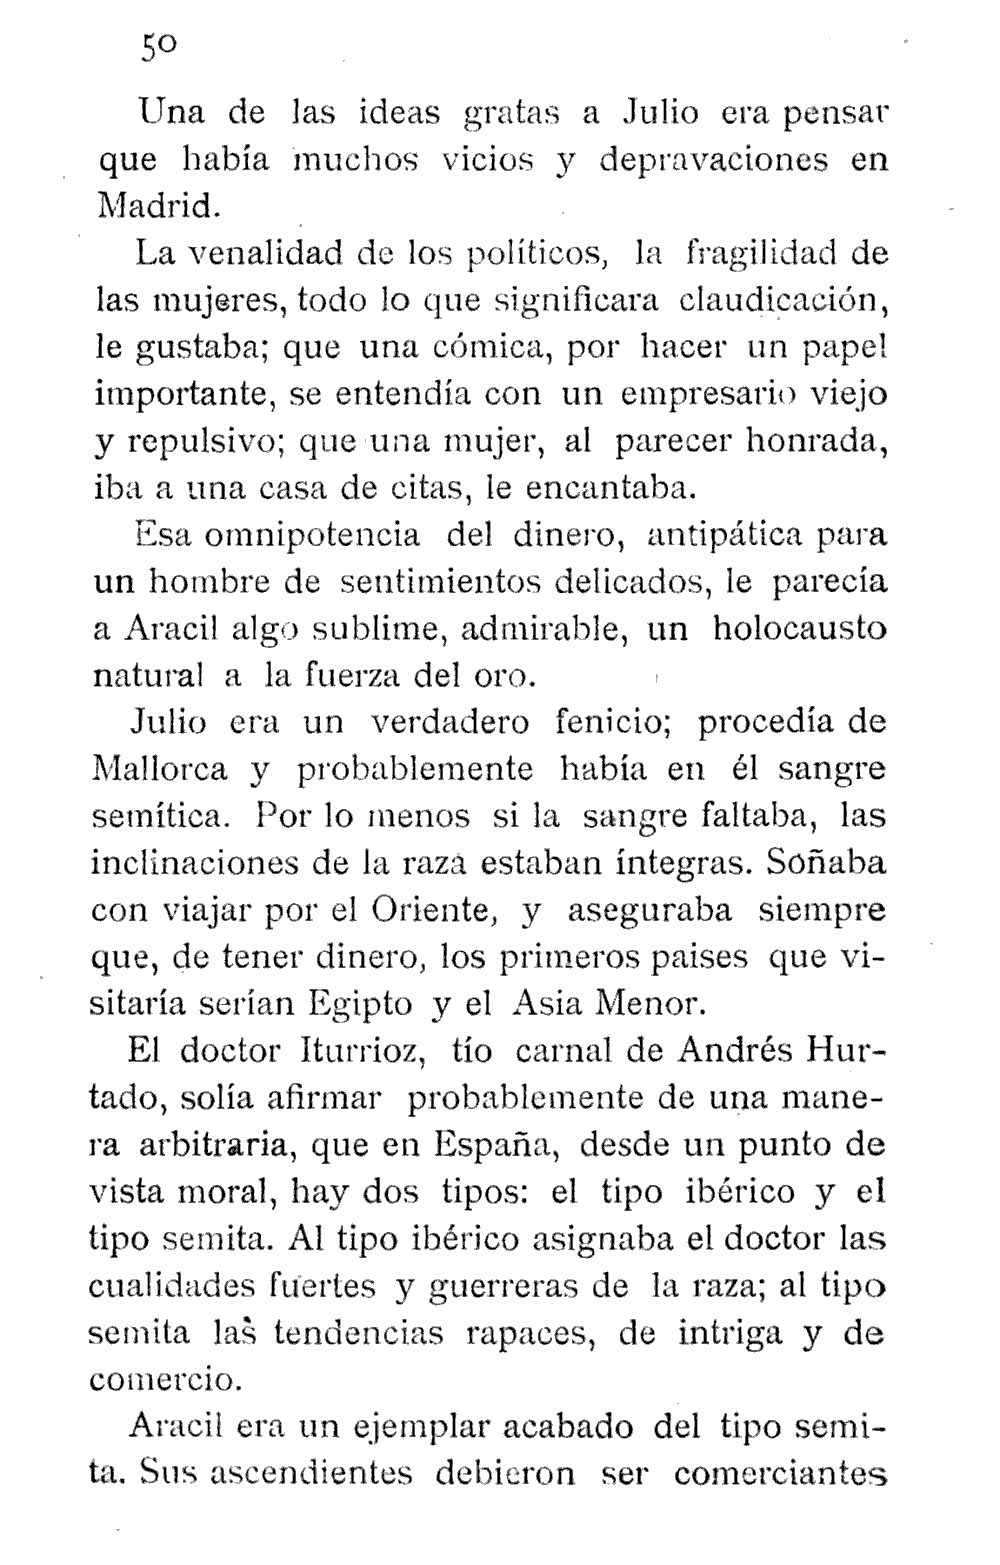 50
Una de las ideas gratas a Julio era pensar
que había muchos vicios y depravaciones en
Madrid.
La venalidad de los políticos, la fragilidad de
las mujeres, todo lo que significara claudicación,
le gustaba; que una cómica, por hacer un papel
importante, se entendía con un empresario viejo
y repulsivo; que una mujer, al parecer honrada,
iba a una casa de citas, le encantaba.
Esa omnipotencia del dinero, antipática para
un hombre de sentimientos delicados, le parecía
a Aracil algo sublime, admirable, un holocausto
natural a la fuerza del oro.
Julio era un verdadero fenicio; procedía de
Mallorca y probablemente había en él sangre
semítica. Por lo menos si la sangre faltaba, las
inclinaciones de la raza estaban íntegras. Soñaba
con viajar por el Oriente, y aseguraba siempre
que, de tener dinero, los primeros paises que vi-
sitaría serían Egipto y el Asia Menor.
El doctor Iturrioz, tío carnal de Andrés Hur-
tado, solía afirmar probablemente de una mane-
ra arbitraria, que en España, desde un punto de
vista moral, hay dos tipos: el tipo ibérico y el
tipo semita. Al tipo ibérico asignaba el doctor las
cualidades fuertes y guerreras de la raza; al tipo
semita las tendencias rapaces, de intriga y de
comercio.
Aracil era un ejemplar acabado del tipo semi-
ta. Sus ascendientes debieron ser comerciantes